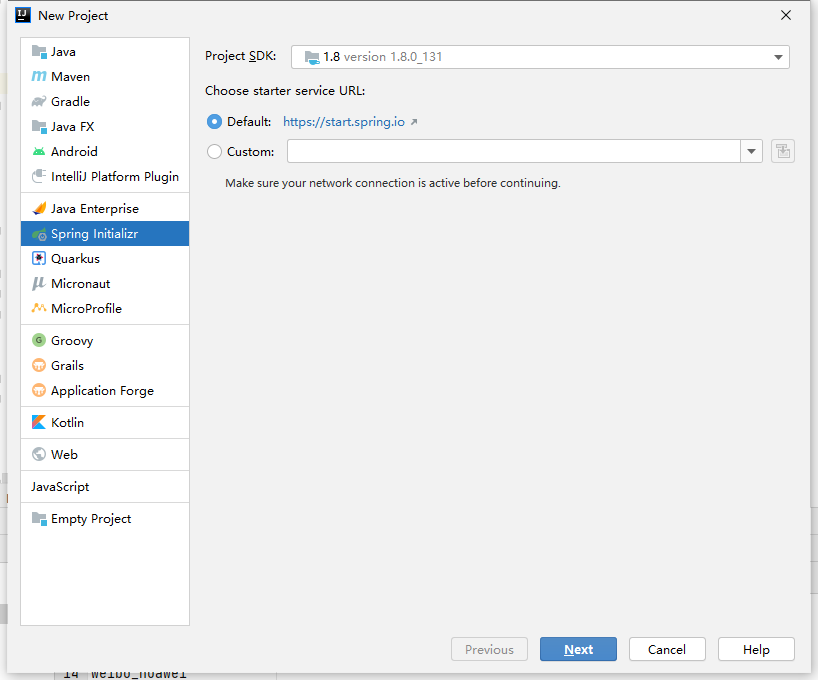 New Project
Java
Maven
Gradle
Java FX
Android
IntelliJ Platform Plugin
Java Enterprise
Spring Initializr
Quarkus
Micronaut
MicroProfile
Groovy
Grails
Application Forge
Kotlin
Web
JavaScript
Empty Project
Project SDK: 1.8 version 1.8.0_131
Choose starter service URL:
Default: https://start.spring.io
Custom:
Make sure your network connection is active before continuing.
Previous Next Cancel Help
14 weibo_huawei